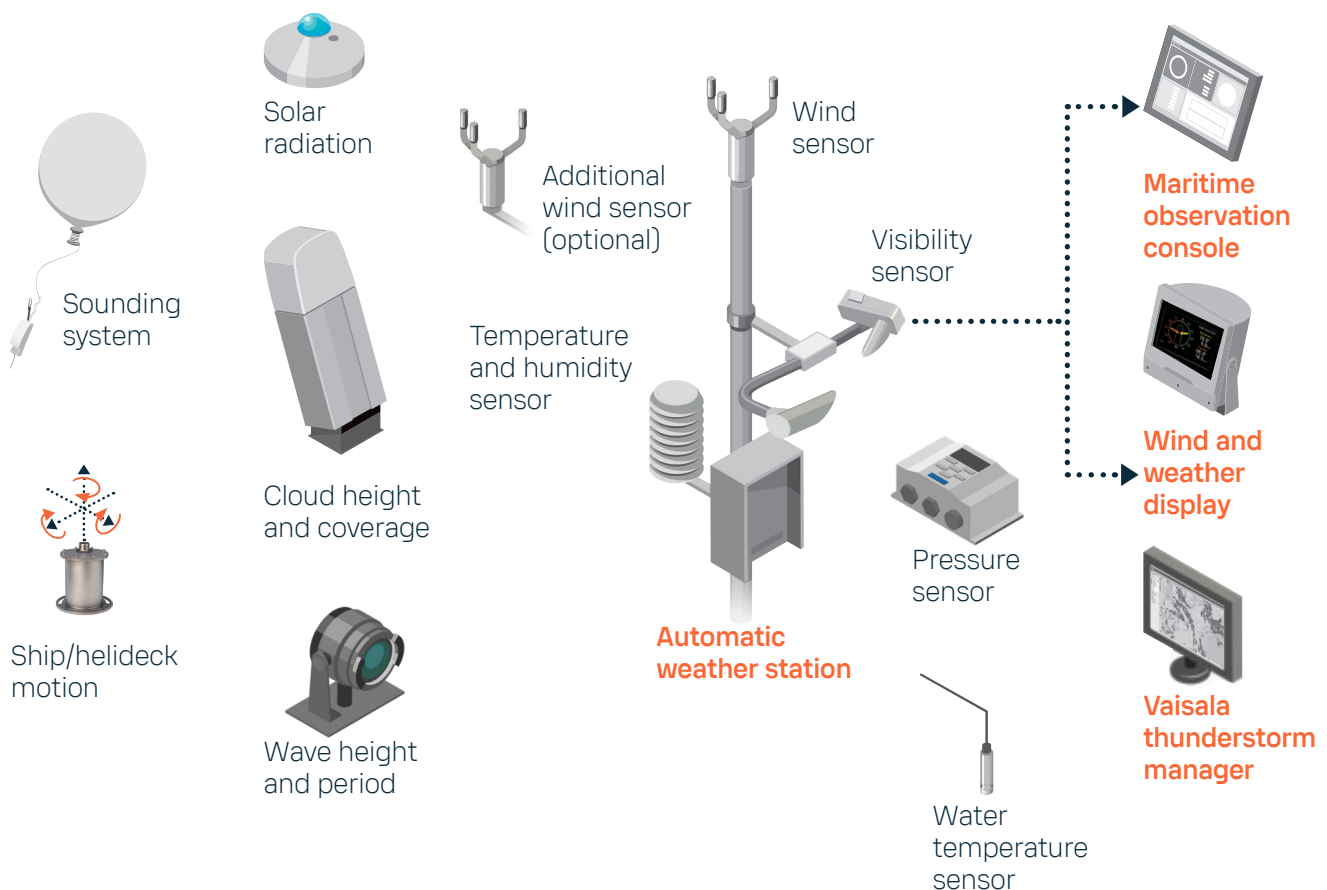 Solar
radiation
Sounding
system
Additional
wind sensor
(optional)
Wind
sensor
Visibility
sensor
Temperature
and humidity
sensor
Cloud height
and coverage
Ship/helideck
motion
Wave height
and period
Automatic
weather station
Pressure
sensor
Water
temperature
sensor
Maritime
observation
console
Wind and
weather
display
Vaisala
thunderstorm
manager